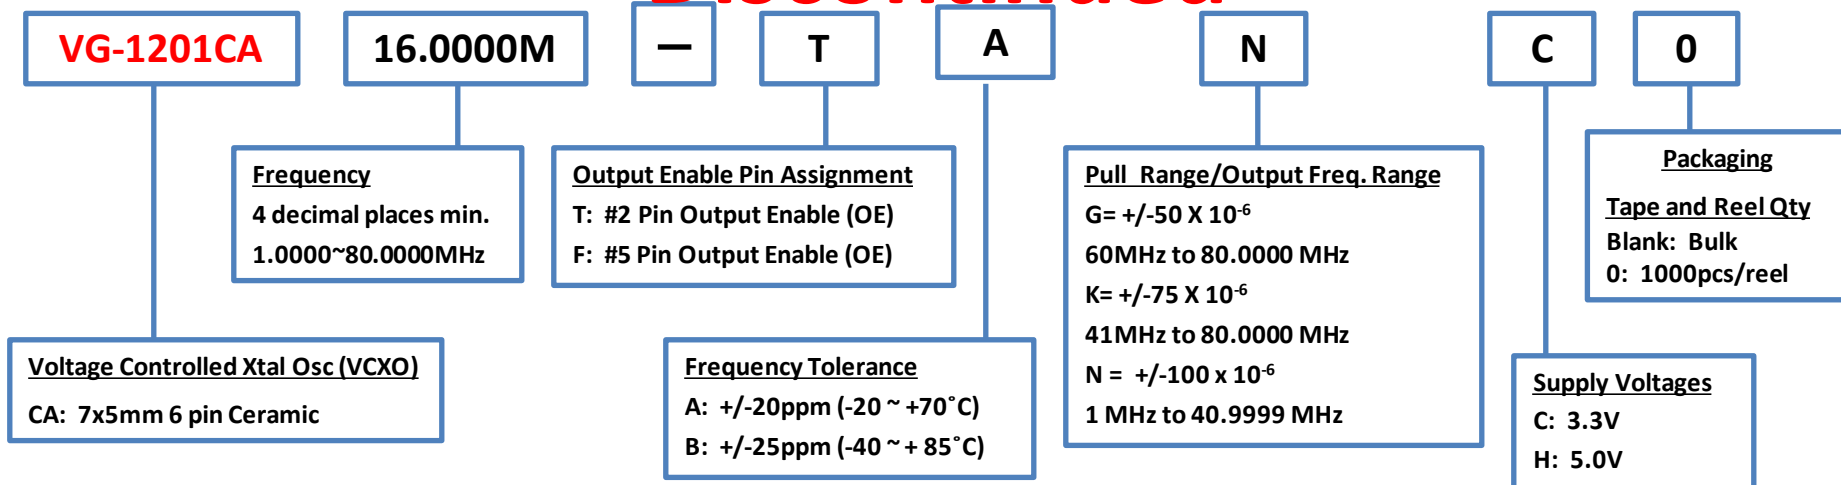 Discontinued
VG-1201CA 16.0000M — T A N C 0
Frequency
4 decimal places min.
1.0000~80.0000MHz
Output Enable Pin Assignment
T: #2 Pin Output Enable (OE)
F: #5 Pin Output Enable (OE)
Pull Range/Output Freq. Range
G= +/-50 X 10⁻⁶
60MHz to 80.0000 MHz
K= +/-75 X 10⁻⁶
41MHz to 80.0000 MHz
N = +/-100 x 10⁻⁶
1 MHz to 40.9999 MHz
Packaging
Tape and Reel Qty
Blank: Bulk
0: 1000pcs/reel
Voltage Controlled Xtal Osc (VCXO)
CA: 7x5mm 6 pin Ceramic
Frequency Tolerance
A: +/-20ppm (-20 ~ +70˚C)
B: +/-25ppm (-40 ~ + 85˚C)
Supply Voltages
C: 3.3V
H: 5.0V